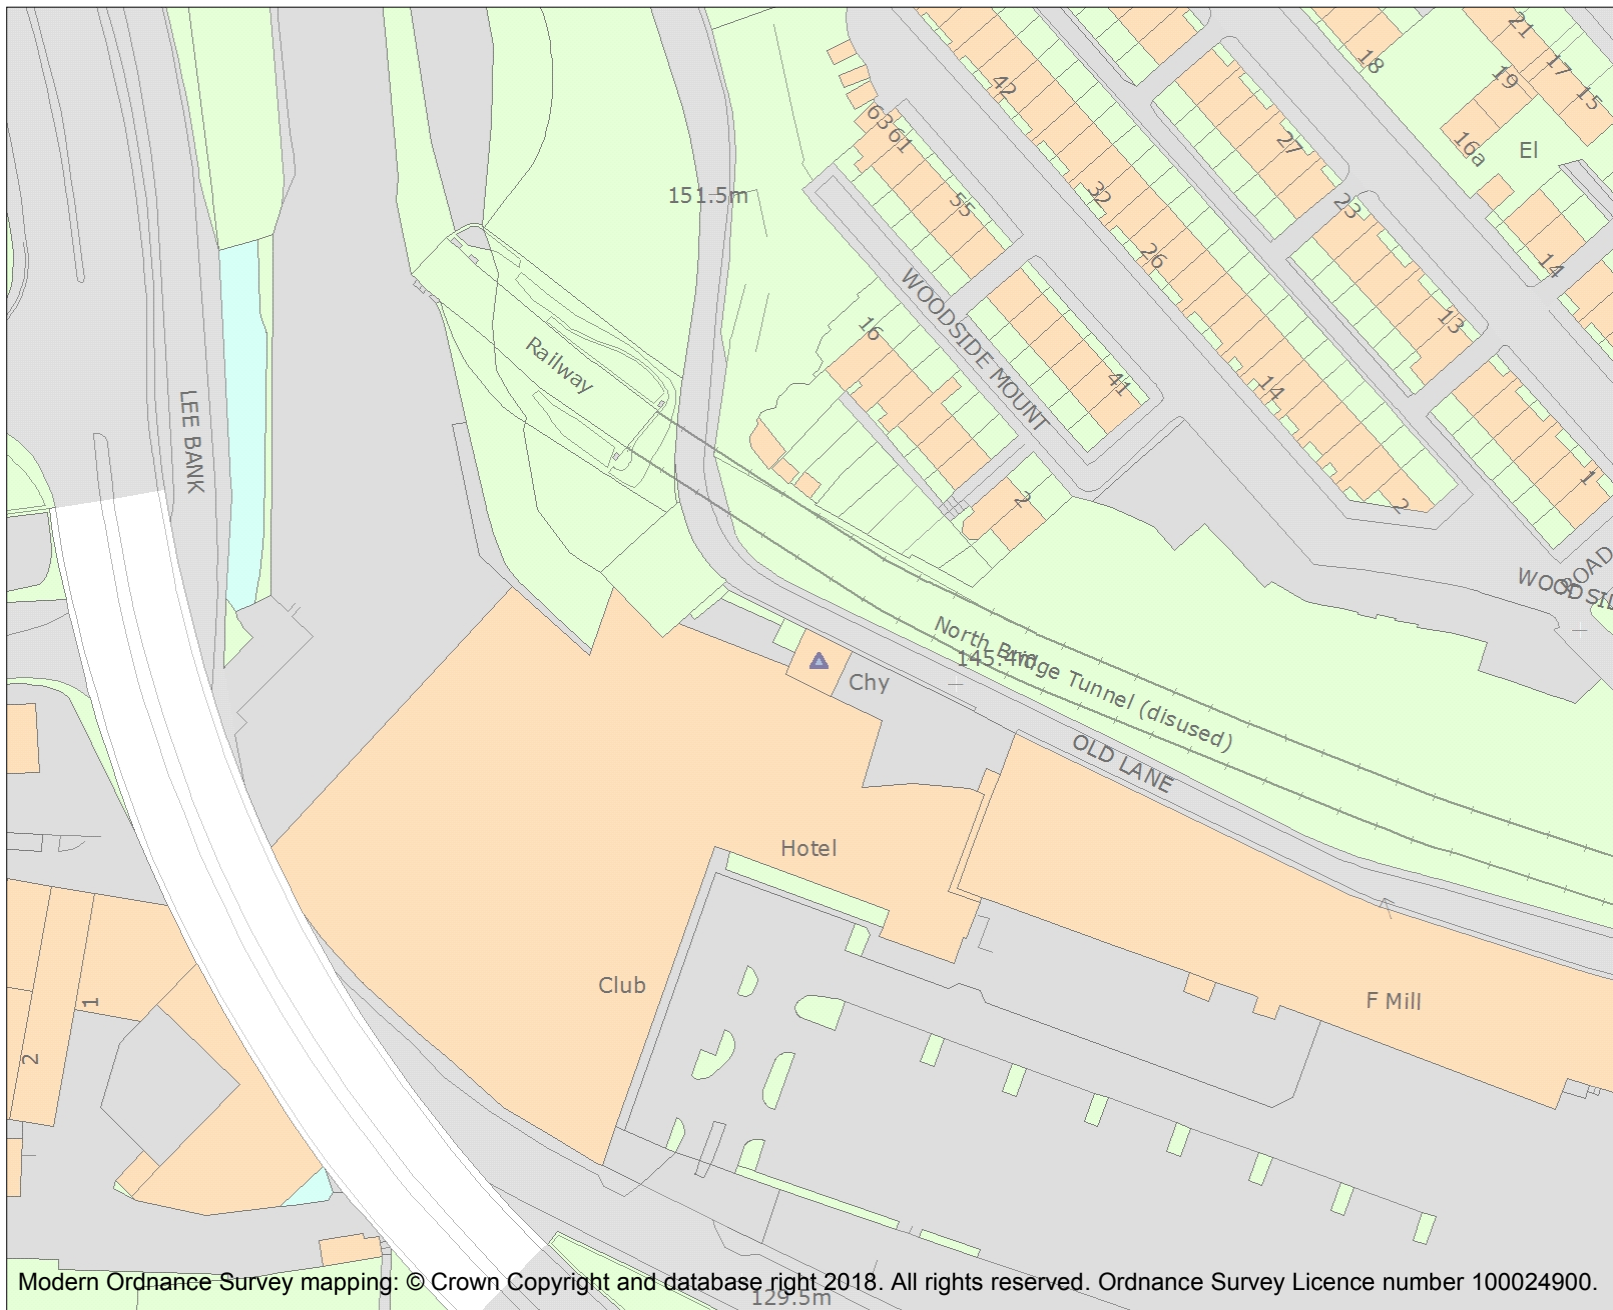 21
17
15
18
19
42
63
61
27
16a
El
151.5m
55
32
23
26
14
WOODSIDE MOUNT
16
13
Railway
41
14
LEE BANK
2
2
1
ROAD
North Bridge Tunnel (disused)
145.4m
Chy
OLD LANE
Hotel
Club
F Mill
1
2
Modern Ordnance Survey mapping: © Crown Copyright and database right 2018. All rights reserved. Ordnance Survey Licence number 100024900.
129.5m